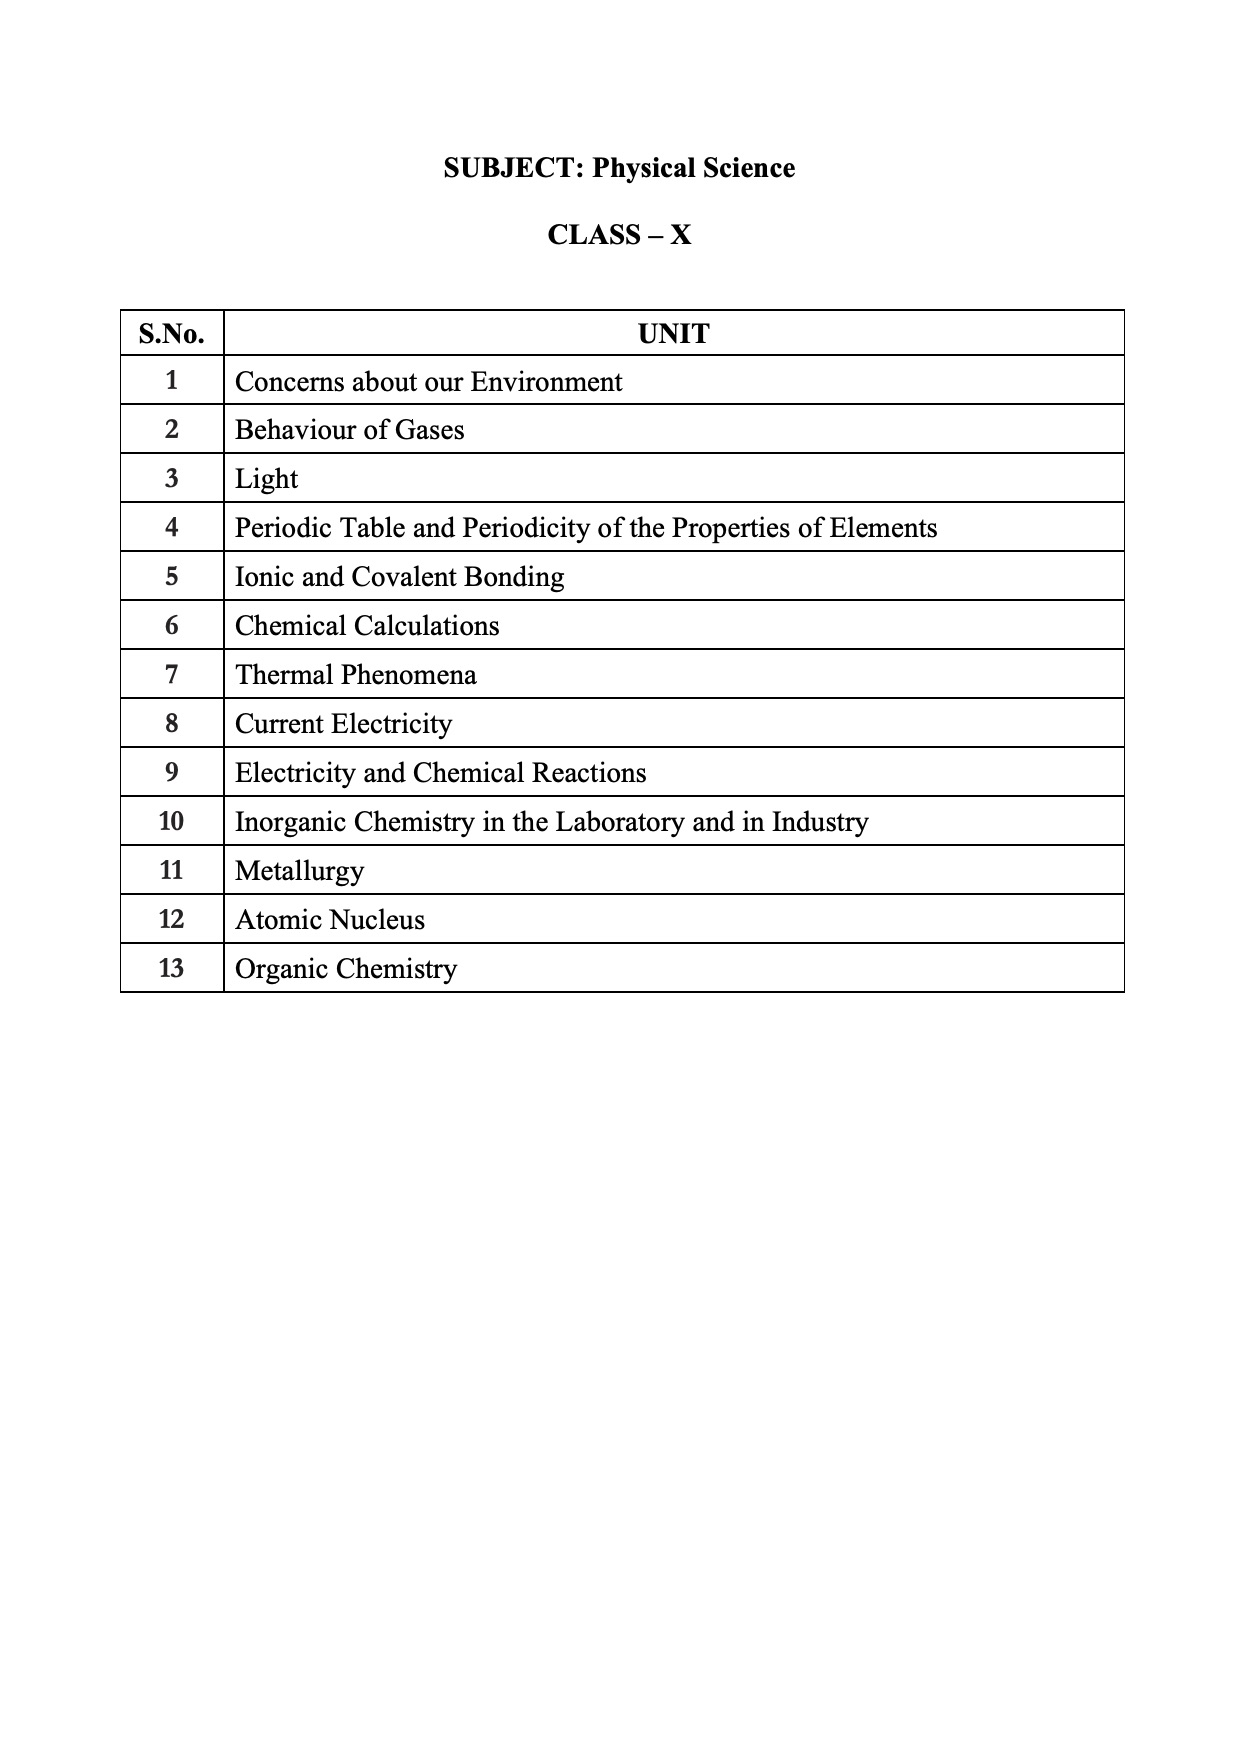 SUBJECT: Physical Science
CLASS – X
S.No. UNIT
1 Concerns about our Environment
2 Behaviour of Gases
3 Light
4 Periodic Table and Periodicity of the Properties of Elements
5 Ionic and Covalent Bonding
6 Chemical Calculations
7 Thermal Phenomena
8 Current Electricity
9 Electricity and Chemical Reactions
10 Inorganic Chemistry in the Laboratory and in Industry
11 Metallurgy
12 Atomic Nucleus
13 Organic Chemistry